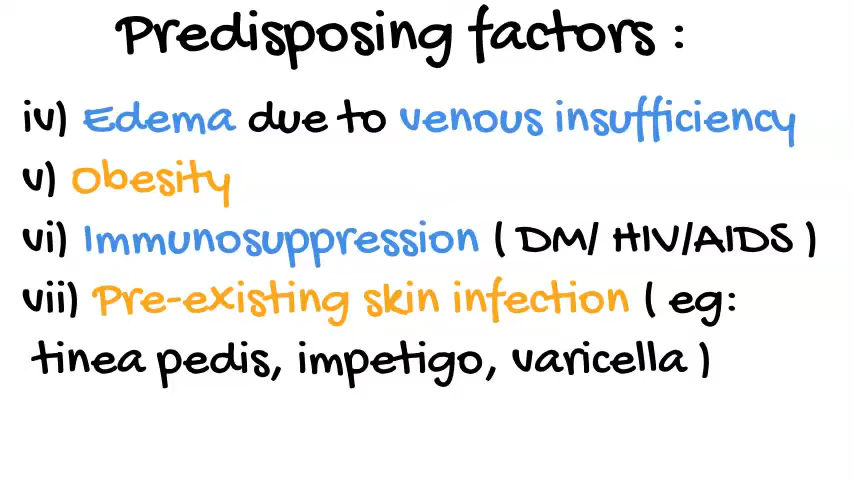 Predisposing factors :
iv) Edema due to venous insufficiency
v) Obesity
vi) Immunosuppression ( DM/ HIV/AIDS )
vii) Pre-existing skin infection ( eg:
tinea pedis, impetigo, varicella )